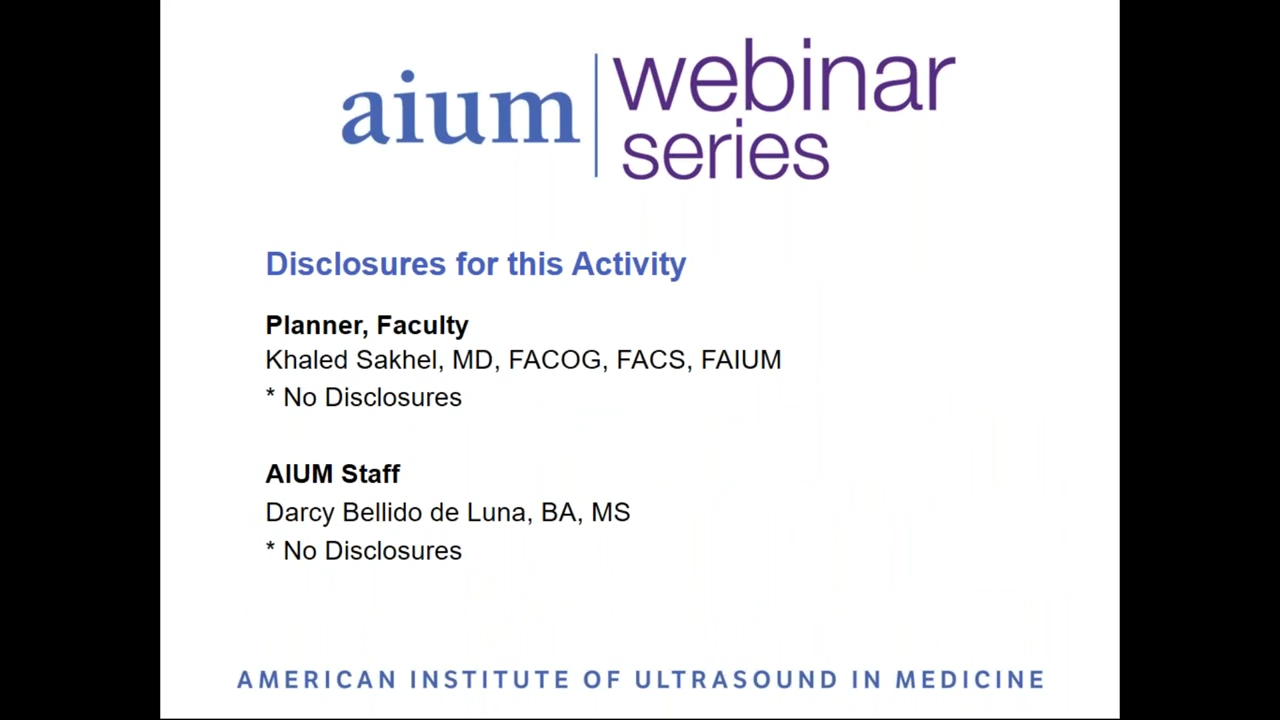 aium webinar
series
Disclosures for this Activity
Planner, Faculty
Khaled Sakhel, MD, FACOG, FACS, FAIUM
* No Disclosures
AIUM Staff
Darcy Bellido de Luna, BA, MS
* No Disclosures
AMERICAN INSTITUTE OF ULTRASOUND IN MEDICINE